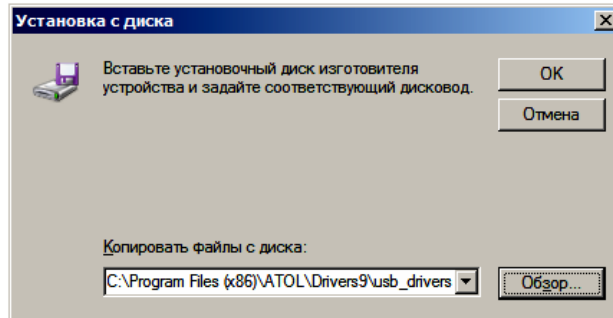 Установка с диска
Вставьте установочный диск изготовителя
устройства и задайте соответствующий дисковод.
OK
Отмена
Копировать файлы с диска:
C:\Program Files (x86)\ATOL\Drivers9\usb_drivers
Обзор...